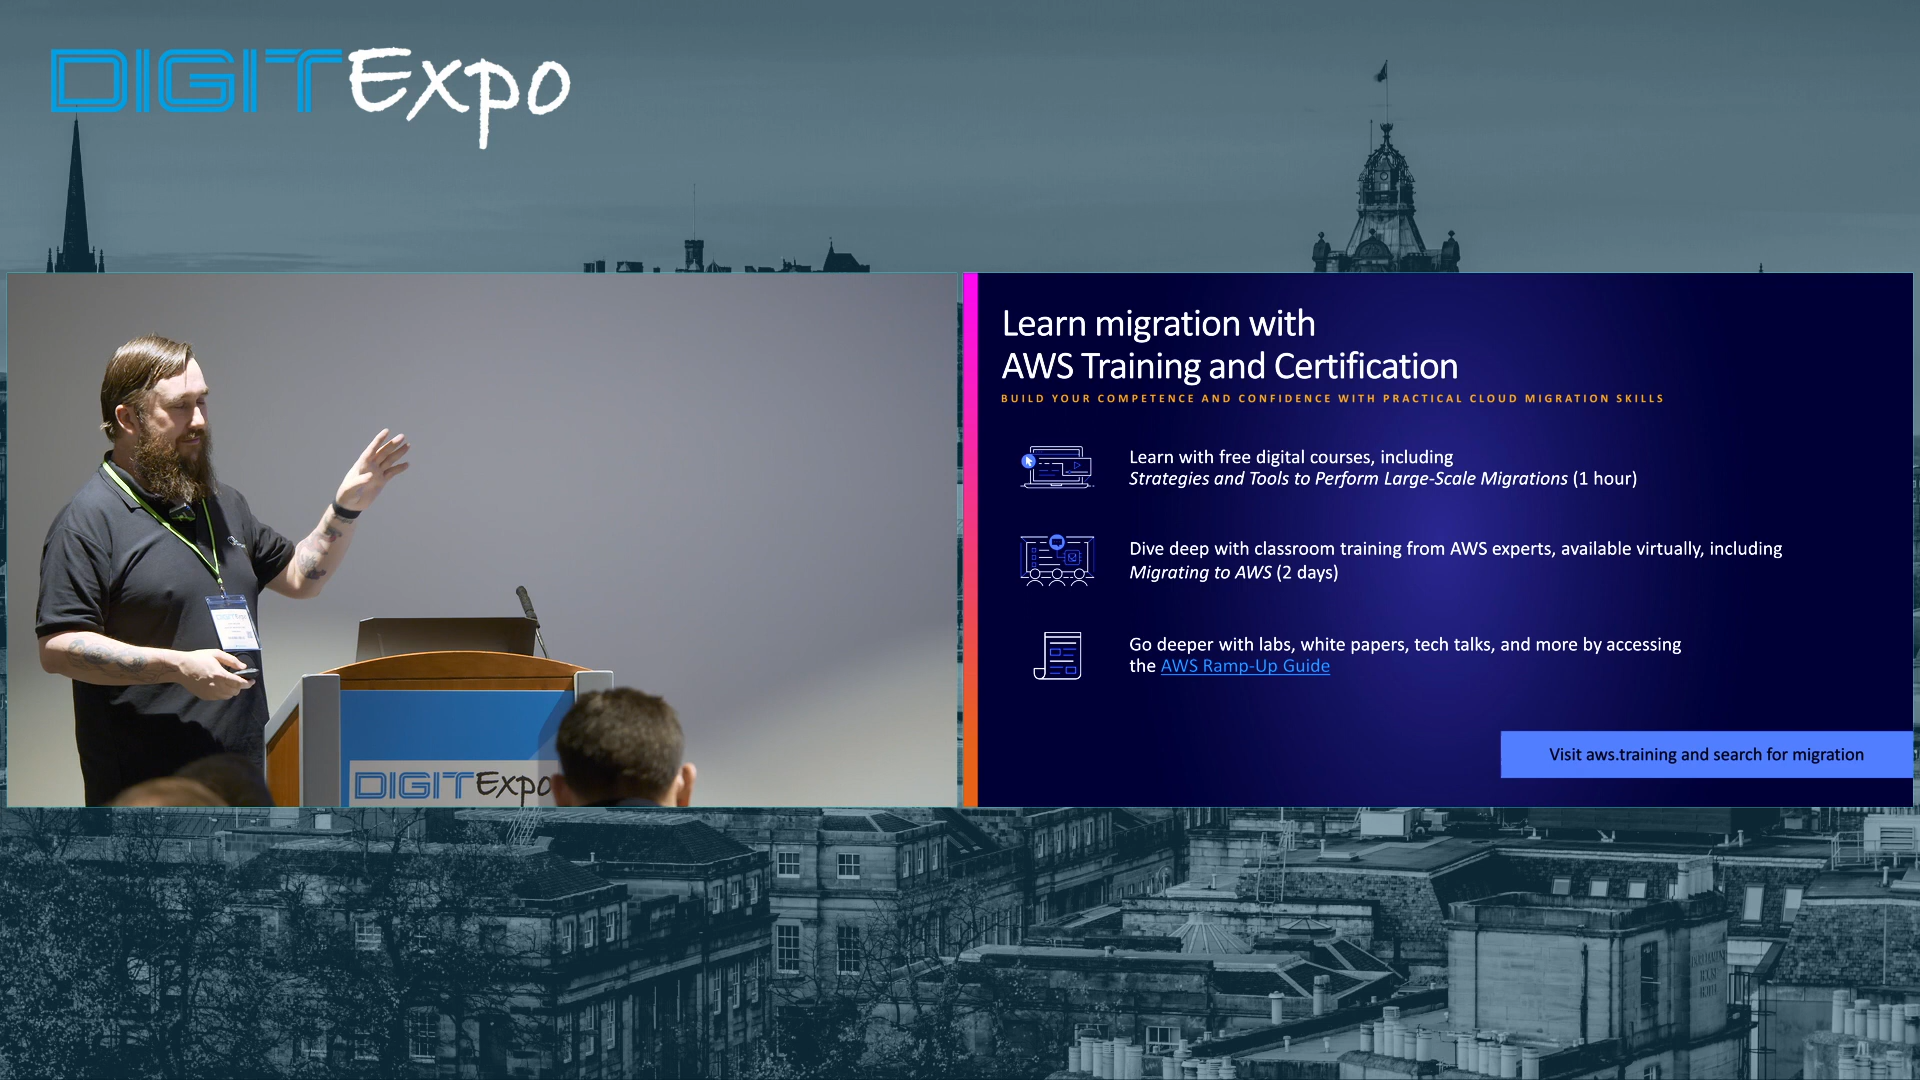 DIGITExpo
DIGITExpo
Learn migration with
AWS Training and Certification
BUILD YOUR COMPETENCE AND CONFIDENCE WITH PRACTICAL CLOUD MIGRATION SKILLS
Learn with free digital courses, including
Strategies and Tools to Perform Large-Scale Migrations (1 hour)
Dive deep with classroom training from AWS experts, available virtually, including
Migrating to AWS (2 days)
Go deeper with labs, white papers, tech talks, and more by accessing
the AWS Ramp-Up Guide
Visit aws.training and search for migration